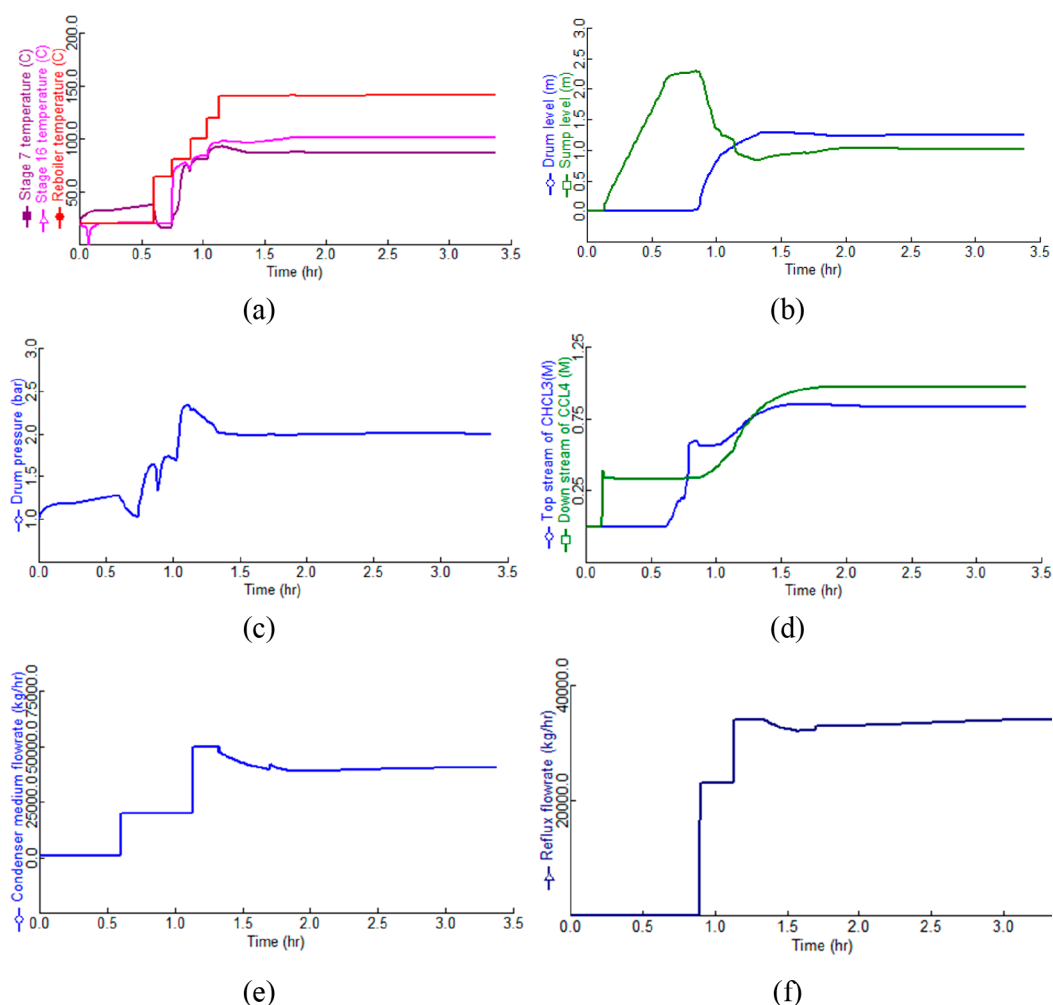 Stage 7 temperature (C)
Stage 16 temperature (C)
Reboiler temperature (C)
50.0 100.0 150.0 200.0
0.0 0.5 1.0 1.5 2.0 2.5 3.0 3.5
Time (hr)
(a)
Drum level (m)
Sump level (m)
0.0 0.5 1.0 1.5 2.0 2.5 3.0
0.0 0.5 1.0 1.5 2.0 2.5 3.0 3.5
Time (hr)
(b)
Drum pressure (bar)
1.0 1.5 2.0 2.5 3.0
0.0 0.5 1.0 1.5 2.0 2.5 3.0 3.5
Time (hr)
(c)
Top stream of CHCL3(M)
Down stream of CCL4 (M)
0.25 0.75 1.25
0.0 0.5 1.0 1.5 2.0 2.5 3.0 3.5
Time (hr)
(d)
Condenser medium flowrate (kg/hr)
0.0 25000.0 50000.0 75000.0
0.0 0.5 1.0 1.5 2.0 2.5 3.0 3.5
Time (hr)
(e)
Reflux flowrate (kg/hr)
20000.0 40000.0
0.0 0.5 1.0 1.5 2.0 2.5 3.0
Time (hr)
(f)